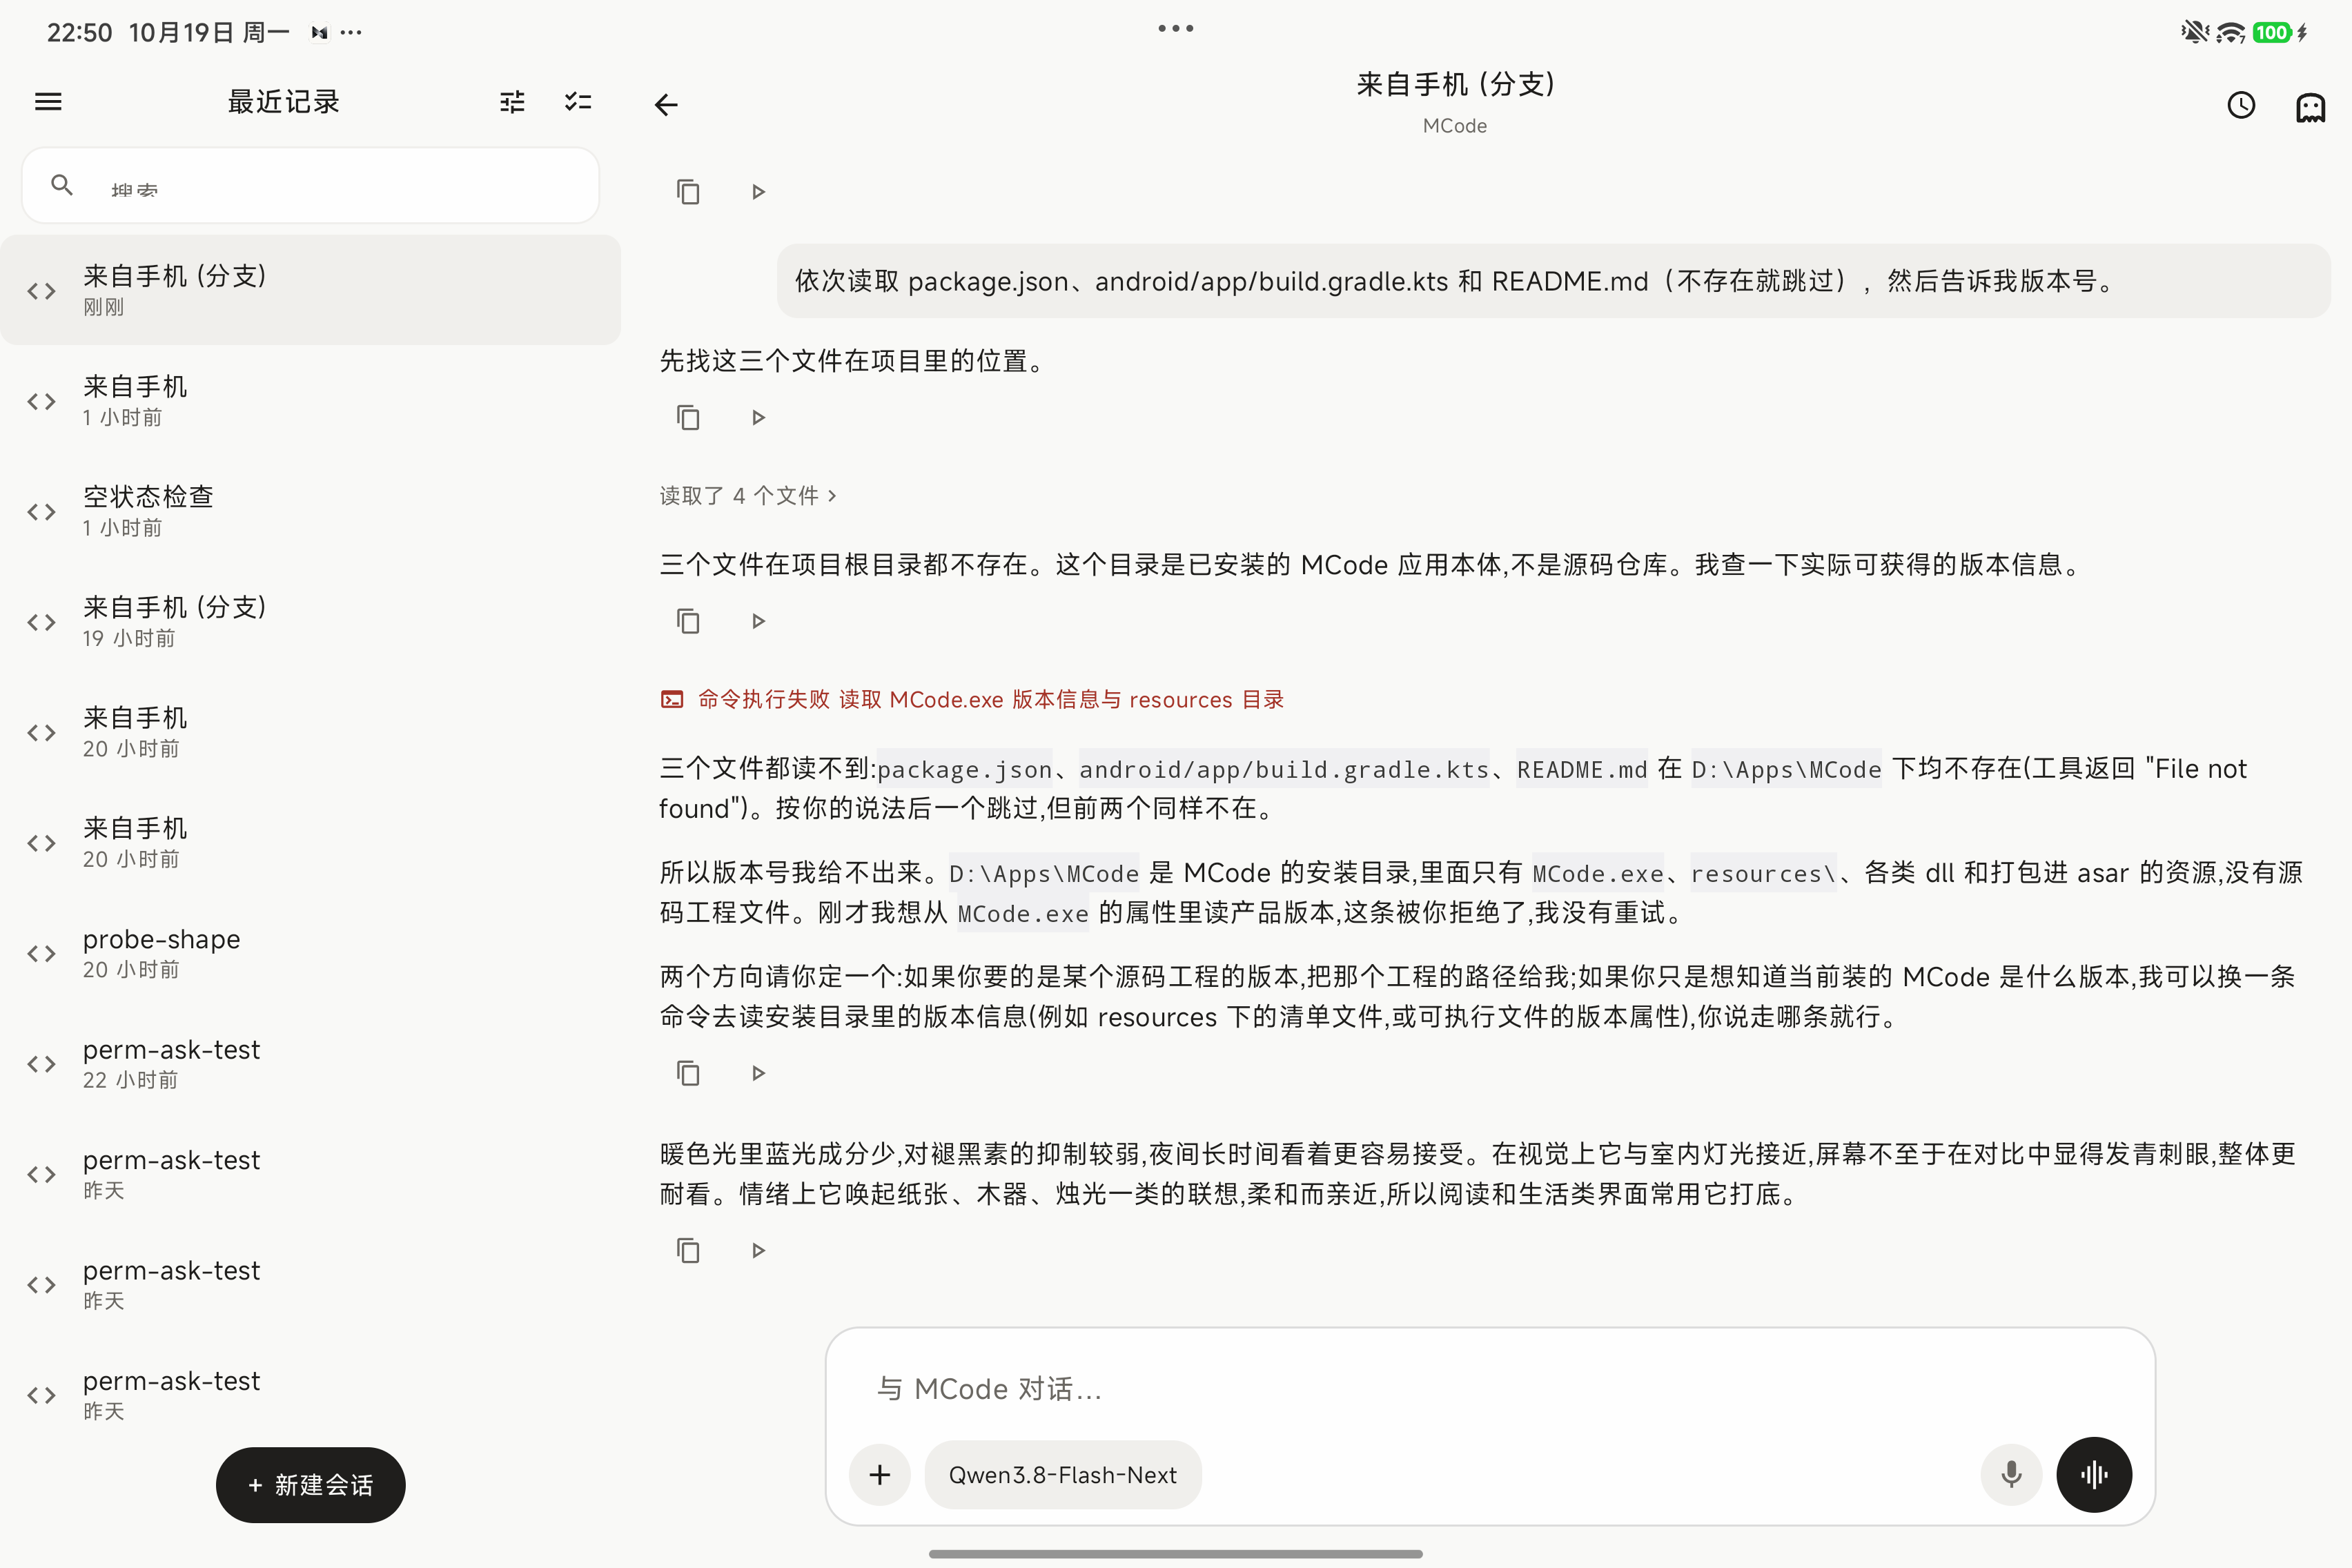 22:50 10月19日 周一
100
最近记录
搜索
来自手机 (分支)
刚刚
来自手机
1 小时前
空状态检查
1 小时前
来自手机 (分支)
19 小时前
来自手机
20 小时前
来自手机
20 小时前
probe-shape
20 小时前
perm-ask-test
22 小时前
perm-ask-test
昨天
perm-ask-test
昨天
perm-ask-test
昨天
+ 新建会话
来自手机 (分支)
MCode
依次读取 package.json、android/app/build.gradle.kts 和 README.md（不存在就跳过），然后告诉我版本号。
先找这三个文件在项目里的位置。
读取了 4 个文件
三个文件在项目根目录都不存在。这个目录是已安装的 MCode 应用本体,不是源码仓库。我查一下实际可获得的版本信息。
命令执行失败 读取 MCode.exe 版本信息与 resources 目录
三个文件都读不到:package.json、android/app/build.gradle.kts、README.md 在 D:\Apps\MCode 下均不存在(工具返回 "File not
found")。按你的说法后一个跳过,但前两个同样不在。
所以版本号我给不出来。D:\Apps\MCode 是 MCode 的安装目录,里面只有 MCode.exe、resources\、各类 dll 和打包进 asar 的资源,没有源
码工程文件。刚才我想从 MCode.exe 的属性里读产品版本,这条被你拒绝了,我没有重试。
两个方向请你定一个:如果你要的是某个源码工程的版本,把那个工程的路径给我;如果你只是想知道当前装的 MCode 是什么版本,我可以换一条
命令去读安装目录里的版本信息(例如 resources 下的清单文件,或可执行文件的版本属性),你说走哪条就行。
暖色光里蓝光成分少,对褪黑素的抑制较弱,夜间长时间看着更容易接受。在视觉上它与室内灯光接近,屏幕不至于在对比中显得发青刺眼,整体更
耐看。情绪上它唤起纸张、木器、烛光一类的联想,柔和而亲近,所以阅读和生活类界面常用它打底。
与 MCode 对话...
Qwen3.8-Flash-Next